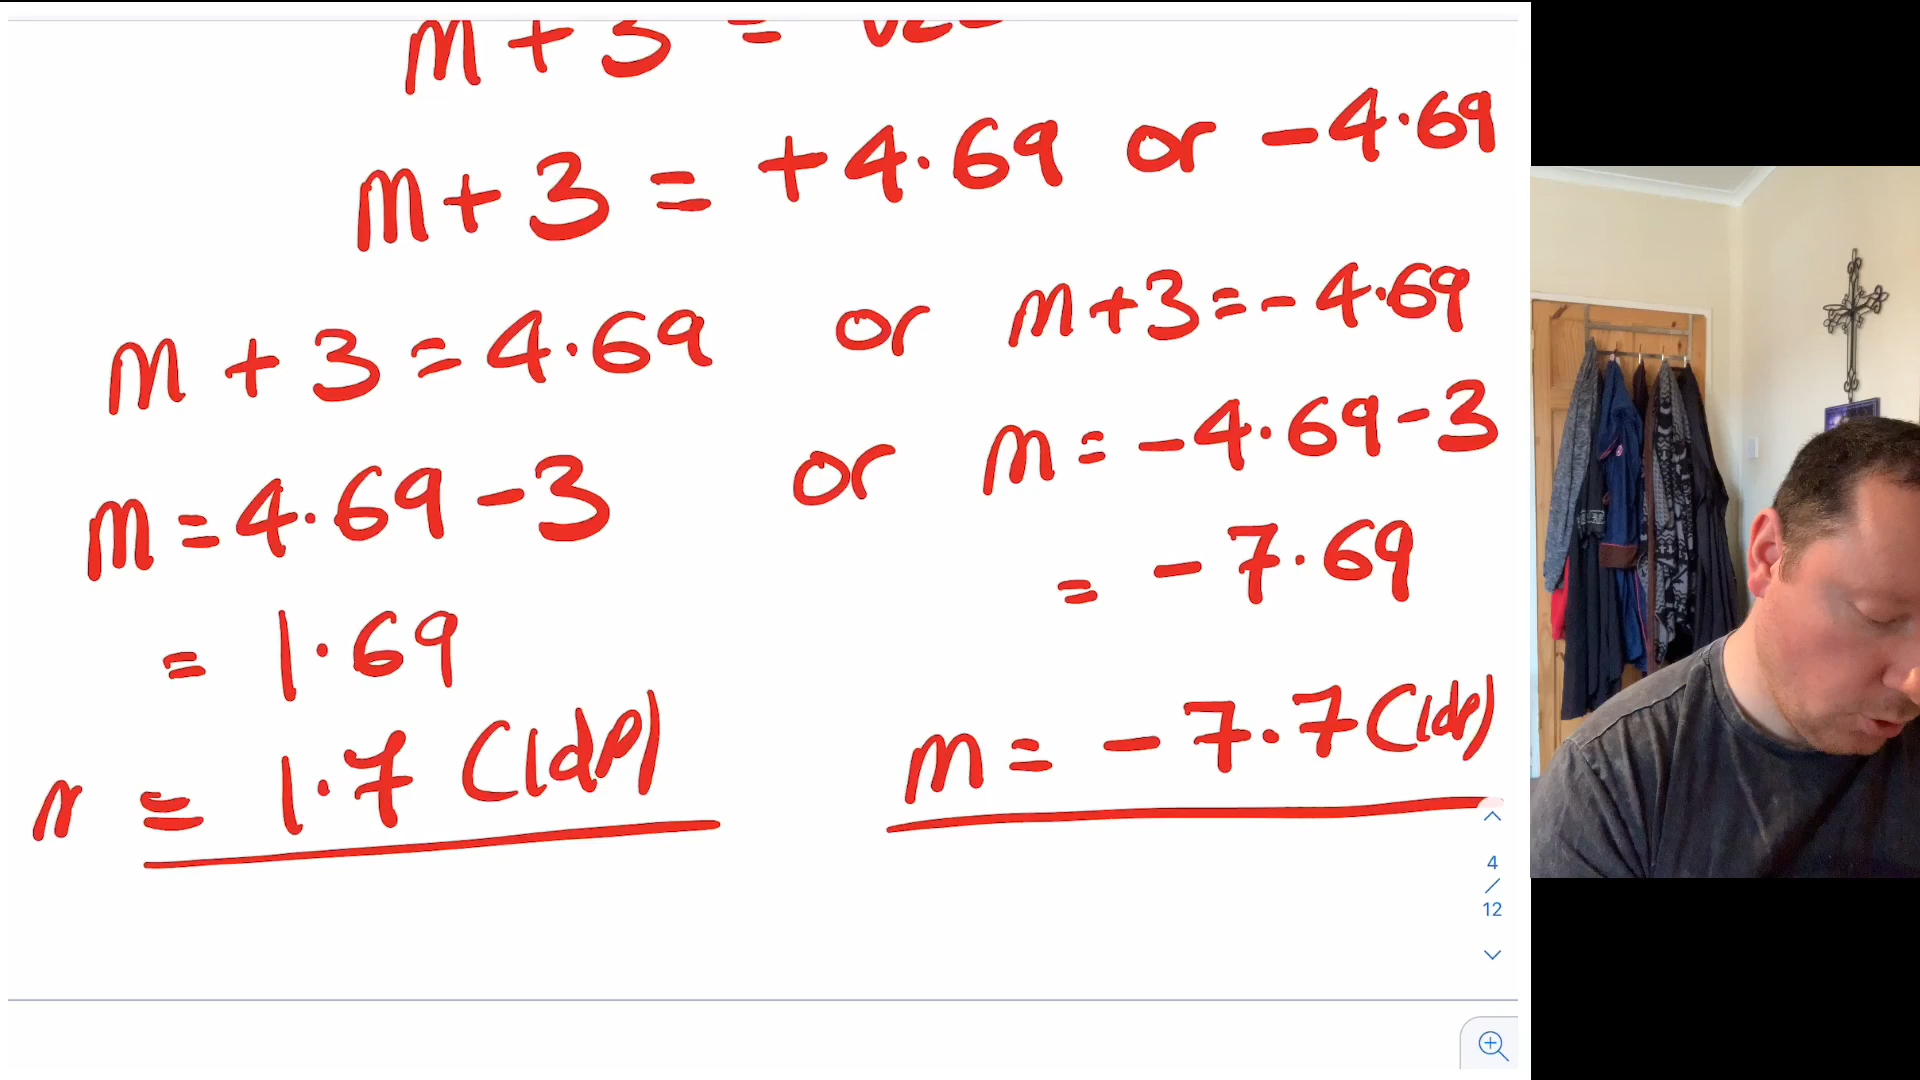 m + 3 =
m + 3 = +4.69 or -4.69
m + 3 = 4.69 or m + 3 = -4.69
m = 4.69 - 3 or m = -4.69 - 3
= 1.69 = -7.69
= 1.7 (1dp) m = -7.7 (1dp)
4
/
12